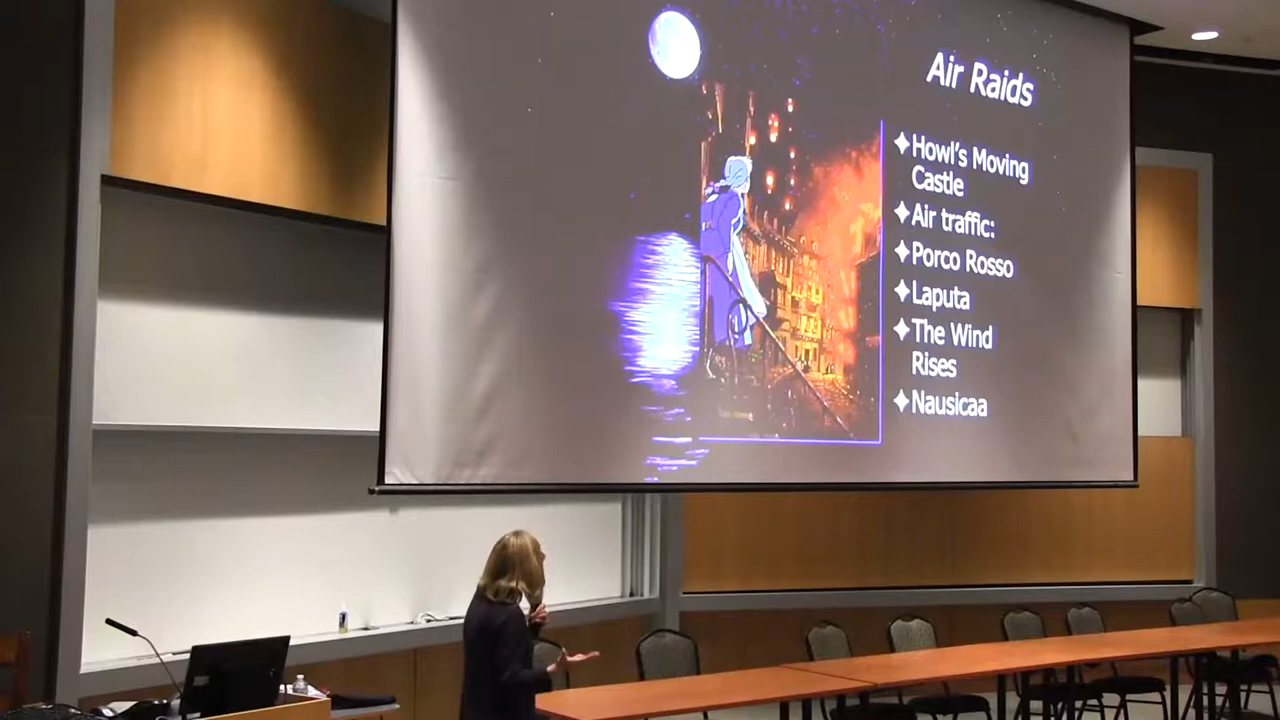 Air Raids
✦Howl's Moving
Castle
✦Air traffic:
✦Porco Rosso
✦Laputa
✦The Wind
Rises
✦Nausicaa